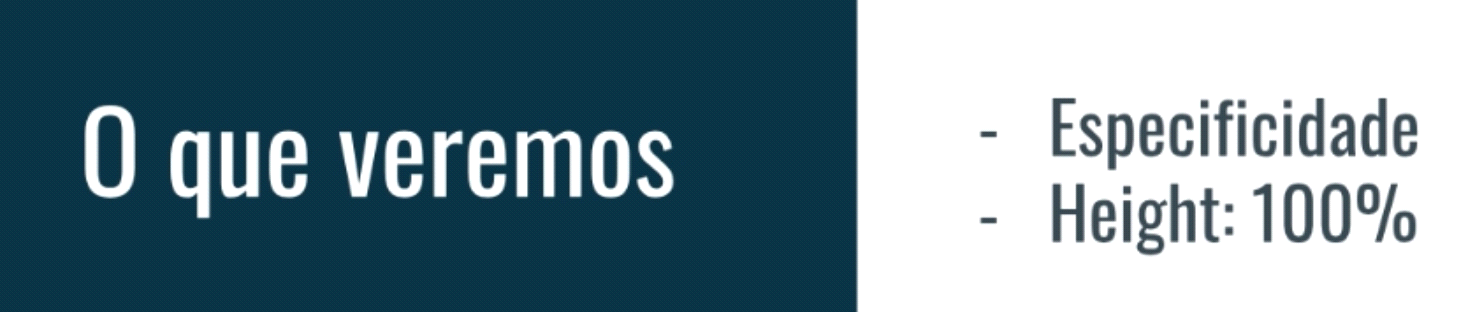 O que veremos
- Especificidade
- Height: 100%